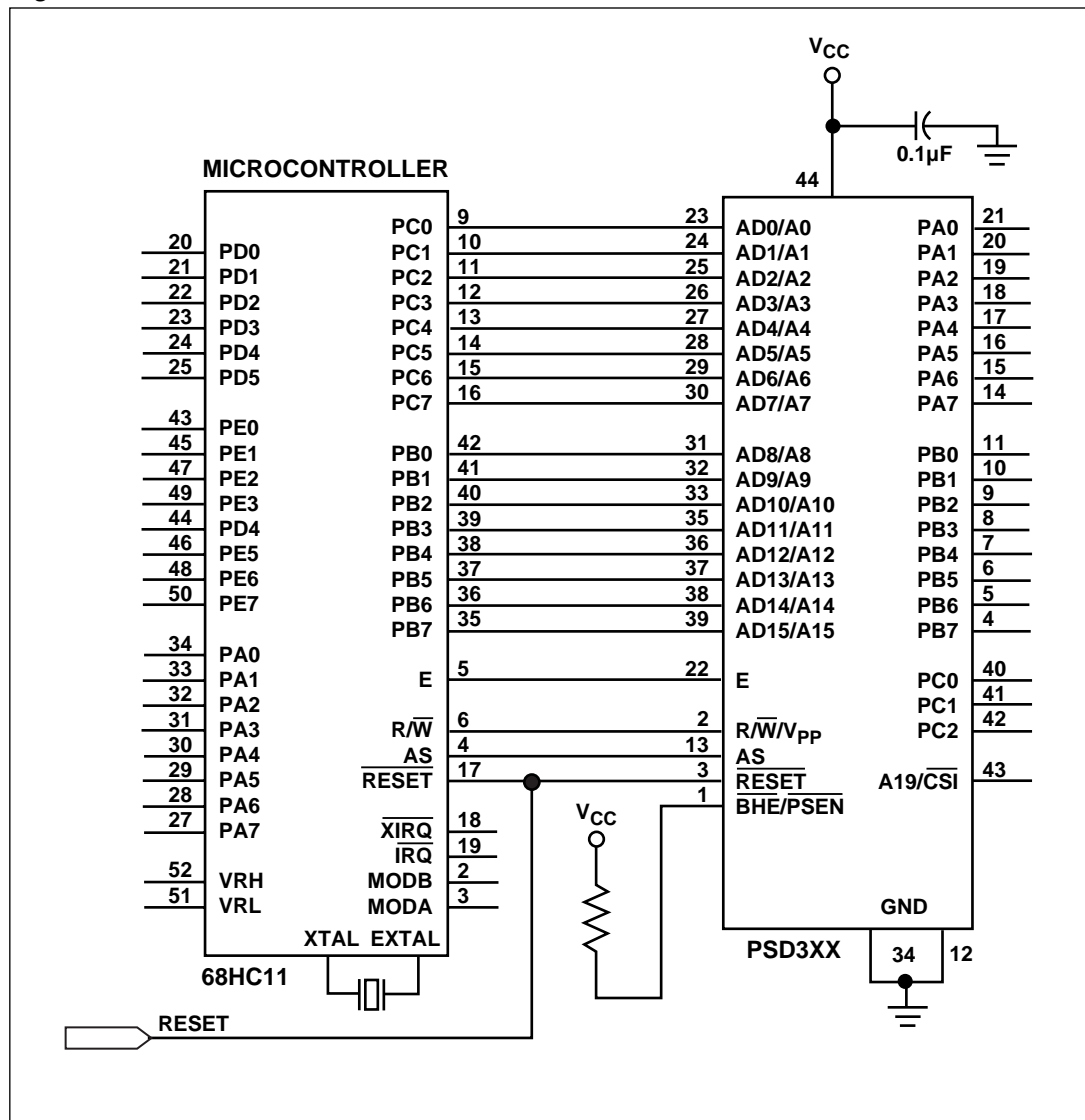 VCC
0.1µF
MICROCONTROLLER
44
PC0 9 23 AD0/A0 PA0 21
20 PD0 PC1 10 24 AD1/A1 PA1 20
21 PD1 PC2 11 25 AD2/A2 PA2 19
22 PD2 PC3 12 26 AD3/A3 PA3 18
23 PD3 PC4 13 27 AD4/A4 PA4 17
24 PD4 PC5 14 28 AD5/A5 PA5 16
25 PD5 PC6 15 29 AD6/A6 PA6 15
PC7 16 30 AD7/A7 PA7 14
43 PE0
45 PE1 PB0 42 31 AD8/A8 PB0 11
47 PE2 PB1 41 32 AD9/A9 PB1 10
49 PE3 PB2 40 33 AD10/A10 PB2 9
44 PD4 PB3 39 35 AD11/A11 PB3 8
46 PE5 PB4 38 36 AD12/A12 PB4 7
48 PE6 PB5 37 37 AD13/A13 PB5 6
50 PE7 PB6 36 38 AD14/A14 PB6 5
PB7 35 39 AD15/A15 PB7 4
34 PA0
33 PA1 E 5 22 E PC0 40
32 PA2 PC1 41
31 PA3 R/W 6 2 R/W/VPP PC2 42
30 PA4 AS 4 13 AS
29 PA5 RESET 17 3 RESET A19/CSI 43
28 PA6 1 BHE/PSEN
27 PA7 XIRQ 18 VCC
IRQ 19
52 VRH MODB 2
51 VRL MODA 3
GND
XTAL EXTAL
34 12
68HC11 PSD3XX
RESET